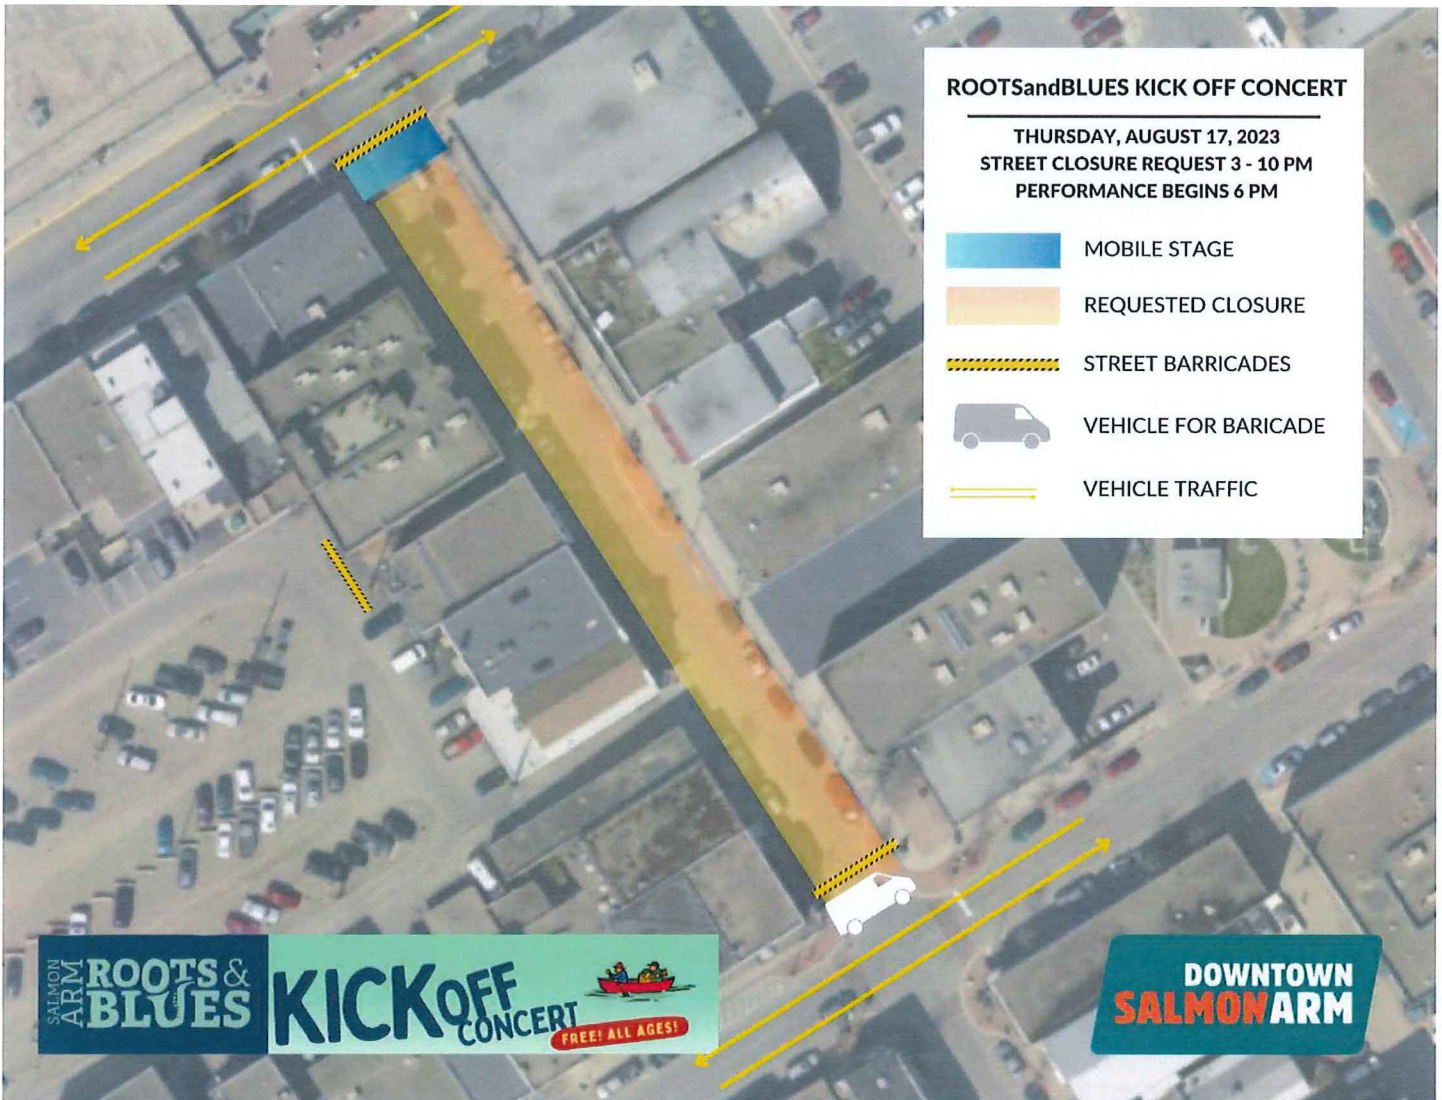 ROOTSandBLUES KICK OFF CONCERT
THURSDAY, AUGUST 17, 2023
STREET CLOSURE REQUEST 3 - 10 PM
PERFORMANCE BEGINS 6 PM
MOBILE STAGE
REQUESTED CLOSURE
STREET BARRICADES
VEHICLE FOR BARICADE
VEHICLE TRAFFIC
SALMON
ARM
ROOTS &
BLUES
KICK OFF
CONCERT
FREE! ALL AGES!
DOWNTOWN
SALMON ARM